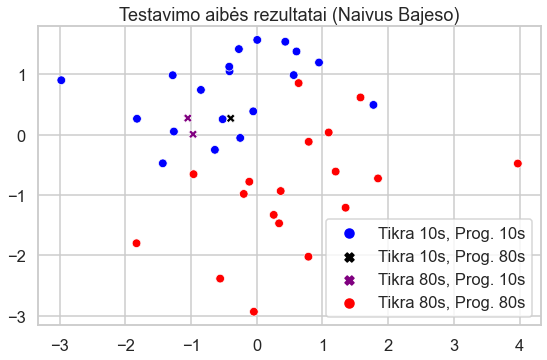 Testavimo aibės rezultatai (Naivus Bajeso)
1
0
−1
−2
−3
−3 −2 −1 0 1 2 3 4
Tikra 10s, Prog. 10s
Tikra 10s, Prog. 80s
Tikra 80s, Prog. 10s
Tikra 80s, Prog. 80s